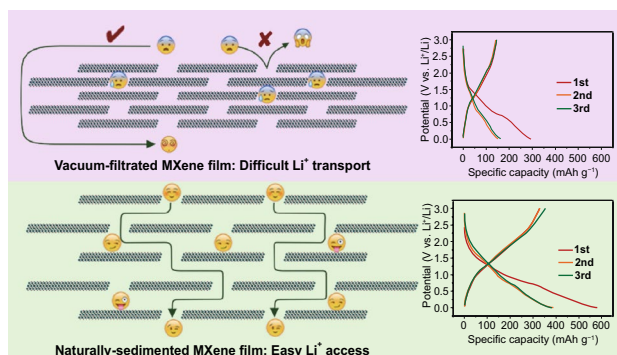 Vacuum-filtrated MXene film: Difficult Li⁺ transport
Potential (V vs. Li⁺/Li)
3.0
2.5
2.0
1.5
1.0
0.5
0.0
1st
2nd
3rd
0 100 200 300 400 500 600
Specific capacity (mAh g⁻¹)
Naturally-sedimented MXene film: Easy Li⁺ access
Potential (V vs. Li⁺/Li)
3.0
2.5
2.0
1.5
1.0
0.5
0.0
1st
2nd
3rd
0 100 200 300 400 500 600
Specific capacity (mAh g⁻¹)